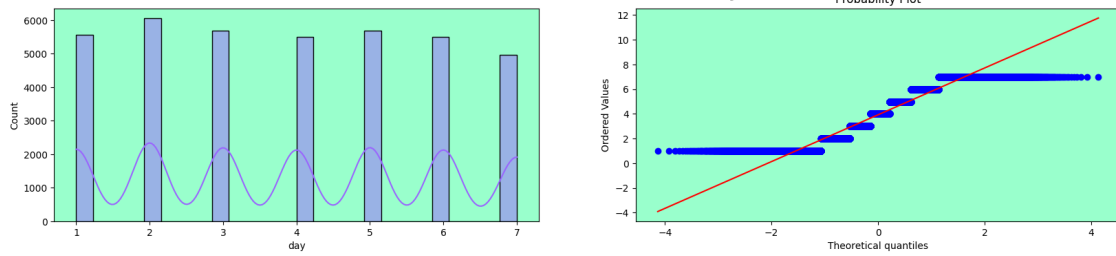 6000
5000
4000
3000
2000
1000
0
Count
1 2 3 4 5 6 7
day
Probability Plot
12
10
8
6
4
2
0
−2
−4
Ordered Values
−4 −2 0 2 4
Theoretical quantiles